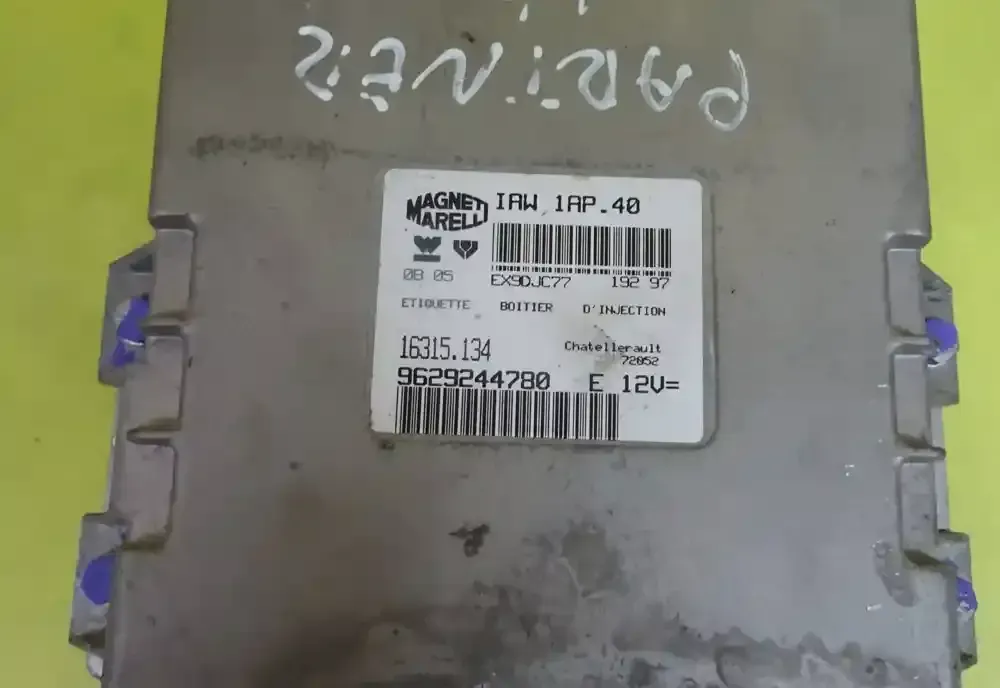 PARTNER
MAGNETI MARELLI
IAW 1AP.40
0B 05
EX9DJC77 192 97
ETIQUETTE BOITIER D'INJECTION
16315.134
Chatellerault
72852
9629244780 E 12V=